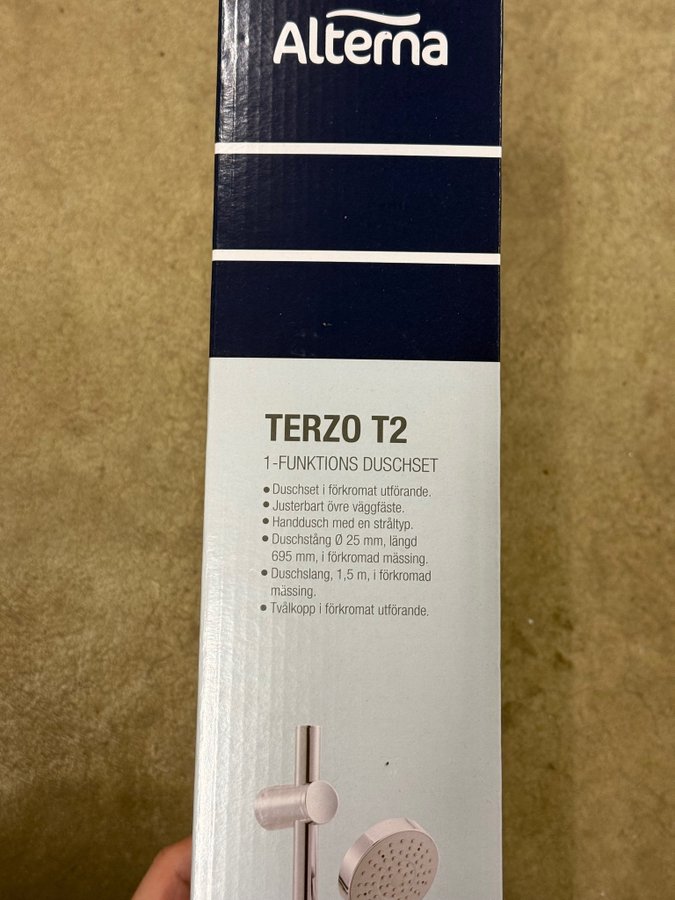 Alterna
TERZO T2
1-FUNKTIONS DUSCHSET
• Duschset i förkromat utförande.
• Justerbart övre väggfäste.
• Handdusch med en stråltyp.
• Duschstång Ø 25 mm, längd
695 mm, i förkromad mässing.
• Duschslang, 1,5 m, i förkromad
mässing.
• Tvålkopp i förkromat utförande.